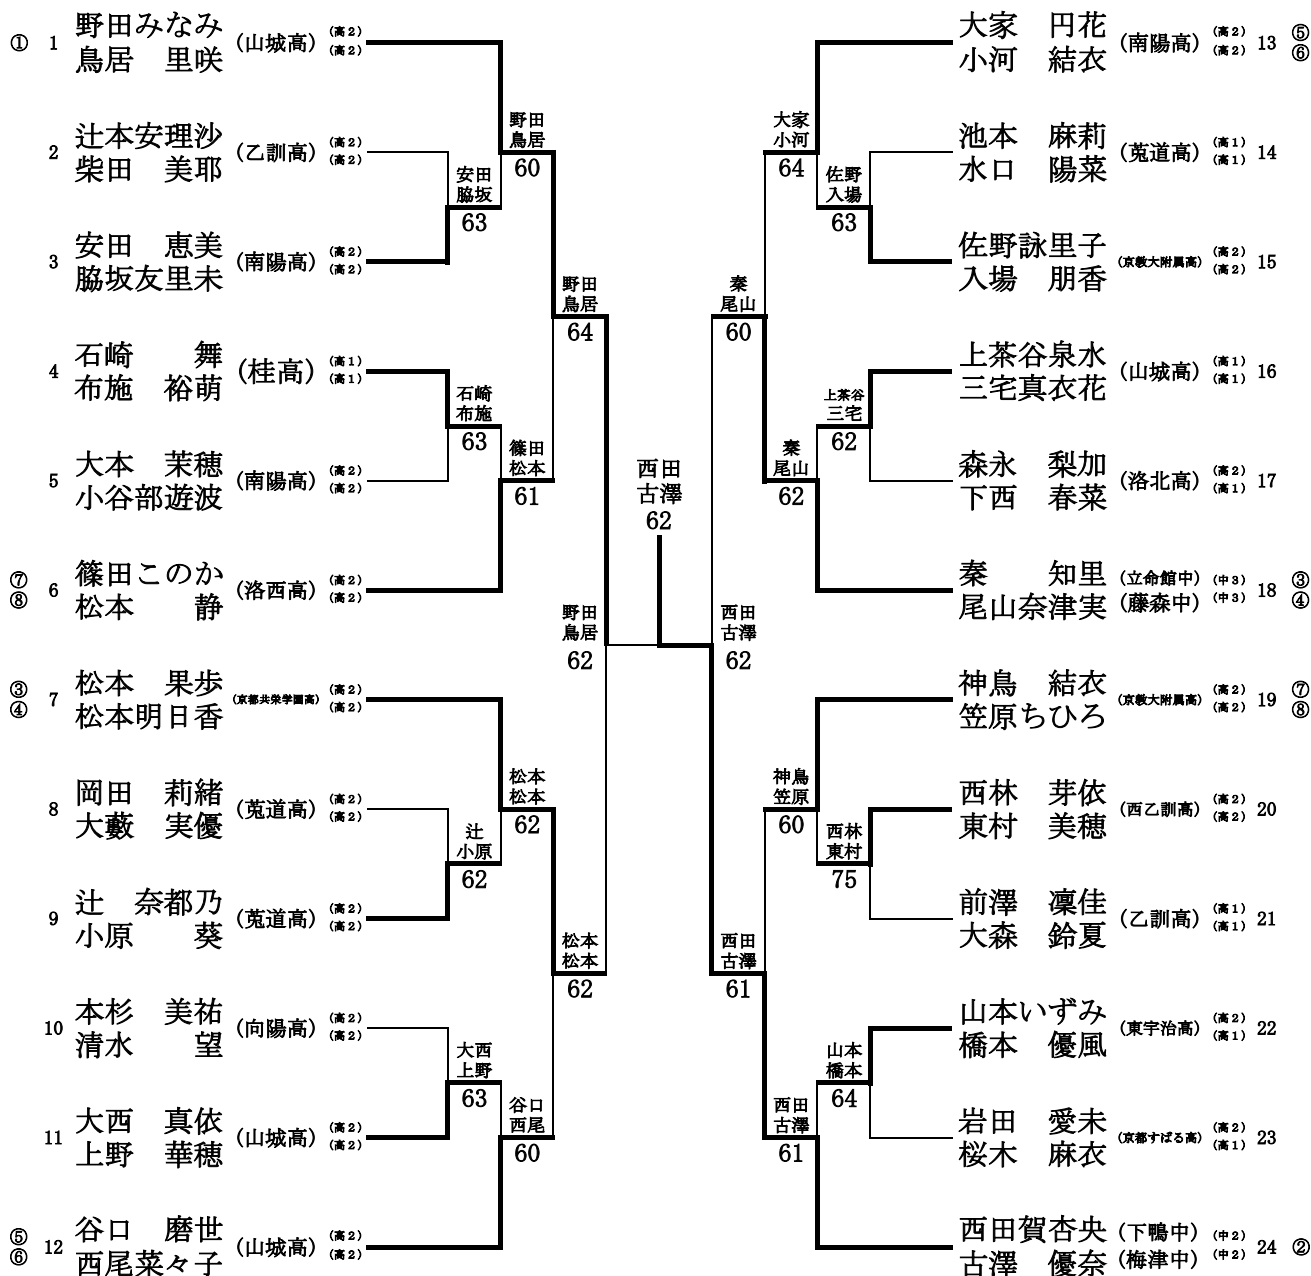 ① 1 野田みなみ (山城高) (高2)
鳥居 里咲 (高2)
2 辻本安理沙 (乙訓高) (高2)
柴田 美耶 (高2)
3 安田 恵美 (南陽高) (高2)
脇坂友里未 (高2)
4 石崎 舞 (桂高) (高1)
布施 裕萌 (高1)
5 大本 茉穂 (南陽高) (高2)
小谷部遊波 (高2)
⑦ 6 篠田このか (洛西高) (高2)
⑧ 松本 静 (高2)
③ 7 松本 果歩 (京都共栄学園高) (高2)
④ 松本明日香 (高2)
8 岡田 莉緒 (莵道高) (高2)
大藪 実優 (高2)
9 辻 奈都乃 (莵道高) (高2)
小原 葵 (高2)
10 本杉 美祐 (向陽高) (高2)
清水 望 (高2)
11 大西 真依 (山城高) (高2)
上野 華穂 (高2)
⑤ 12 谷口 磨世 (山城高) (高2)
⑥ 西尾菜々子 (高2)
安田
脇坂
63
石崎
布施
63
辻
小原
62
大西
上野
63
野田
鳥居
60
篠田
松本
61
松本
松本
62
谷口
西尾
60
野田
鳥居
64
松本
松本
62
野田
鳥居
62
西田
古澤
62
西田
古澤
62
秦
尾山
60
西田
古澤
61
大家
小河
64
秦
尾山
62
神鳥
笠原
60
西田
古澤
61
佐野
入場
63
上茶谷
三宅
62
西林
東村
75
山本
橋本
64
大家 円花 (南陽高) (高2) 13 ⑤
小河 結衣 (高2) ⑥
池本 麻莉 (莵道高) (高1) 14
水口 陽菜 (高1)
佐野詠里子 (京教大附属高) (高2) 15
入場 朋香 (高2)
上茶谷泉水 (山城高) (高1) 16
三宅真衣花 (高1)
森永 梨加 (洛北高) (高2) 17
下西 春菜 (高1)
秦 知里 (立命館中) (中3) 18 ③
尾山奈津実 (藤森中) (中3) ④
神鳥 結衣 (京教大附属高) (高2) 19 ⑦
笠原ちひろ (高2) ⑧
西林 芽依 (西乙訓高) (高2) 20
東村 美穂 (高2)
前澤 凜佳 (乙訓高) (高1) 21
大森 鈴夏 (高1)
山本いずみ (東宇治高) (高2) 22
橋本 優風 (高1)
岩田 愛未 (京都すばる高) (高2) 23
桜木 麻衣 (高1)
西田賀杏央 (下鴨中) (中2) 24 ②
古澤 優奈 (梅津中) (中2)